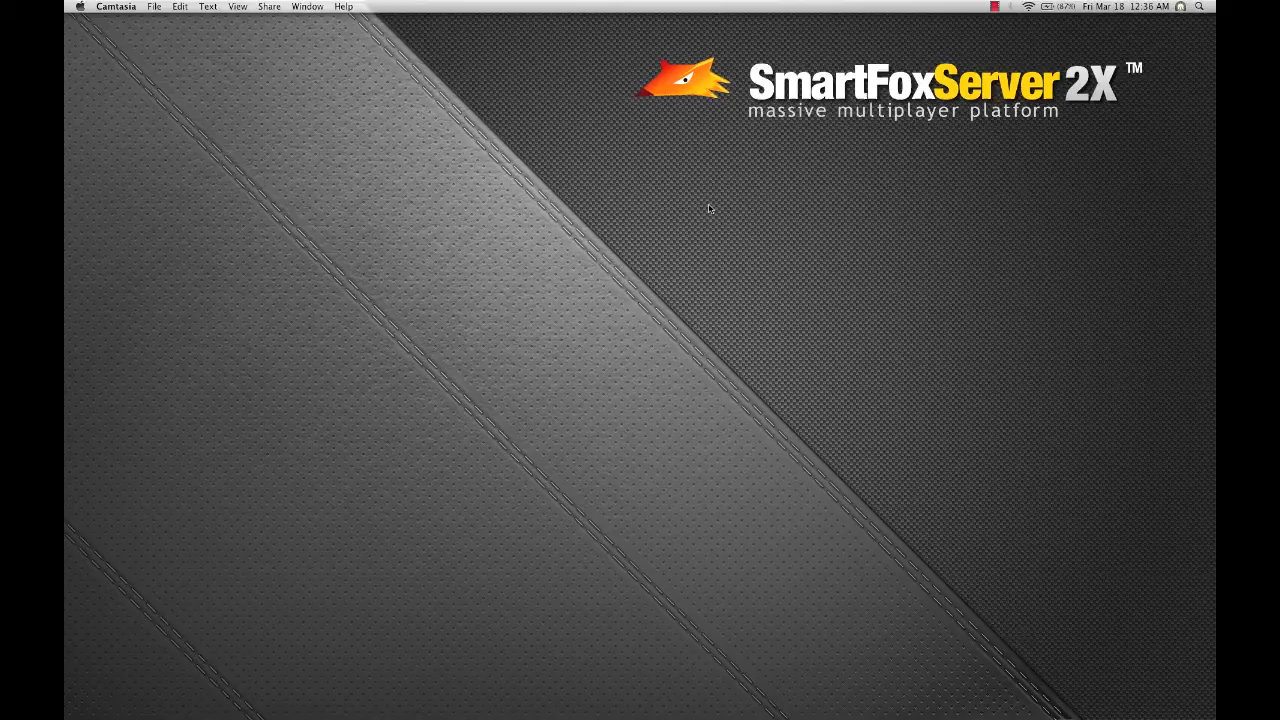 Camtasia File Edit Text View Share Window Help (87%) Fri Mar 18 12:36 AM
SmartFoxServer 2X ™
massive multiplayer platform